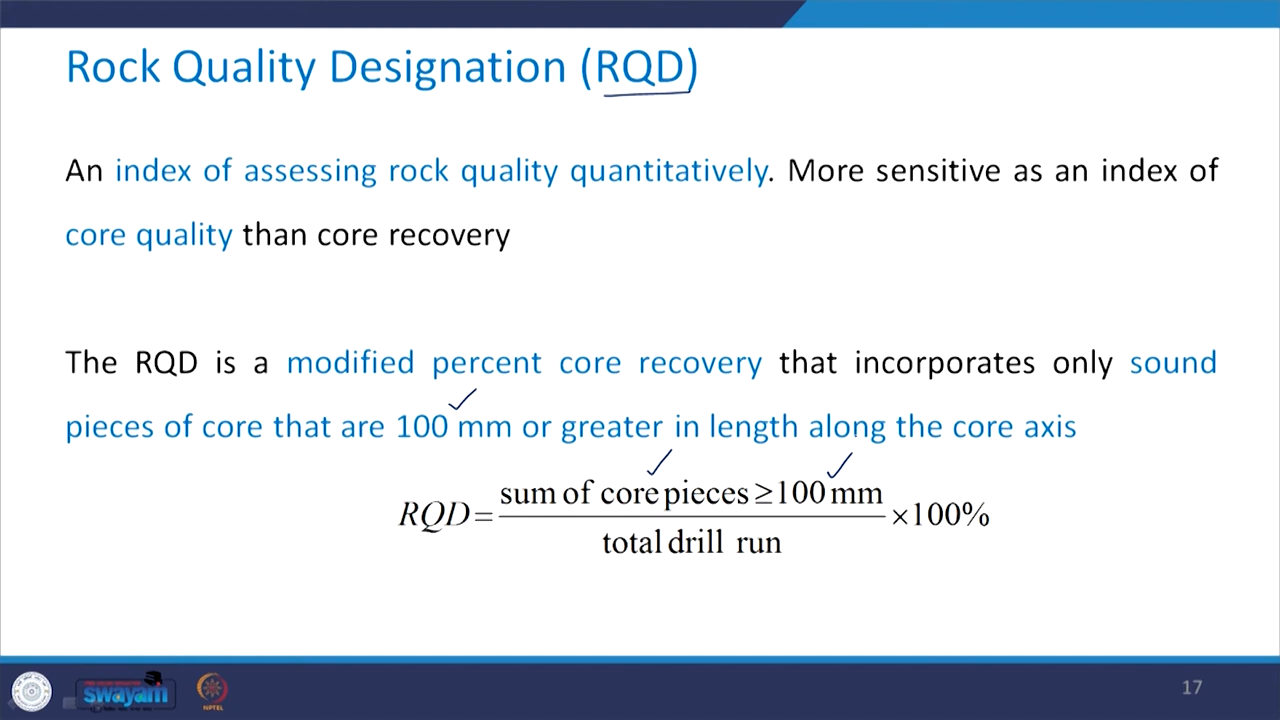 Rock Quality Designation (RQD)
An index of assessing rock quality quantitatively. More sensitive as an index of
core quality than core recovery
The RQD is a modified percent core recovery that incorporates only sound
pieces of core that are 100 mm or greater in length along the core axis
RQD = sum of core pieces ≥100 mm / total drill run ×100%
swayam
NPTEL
17